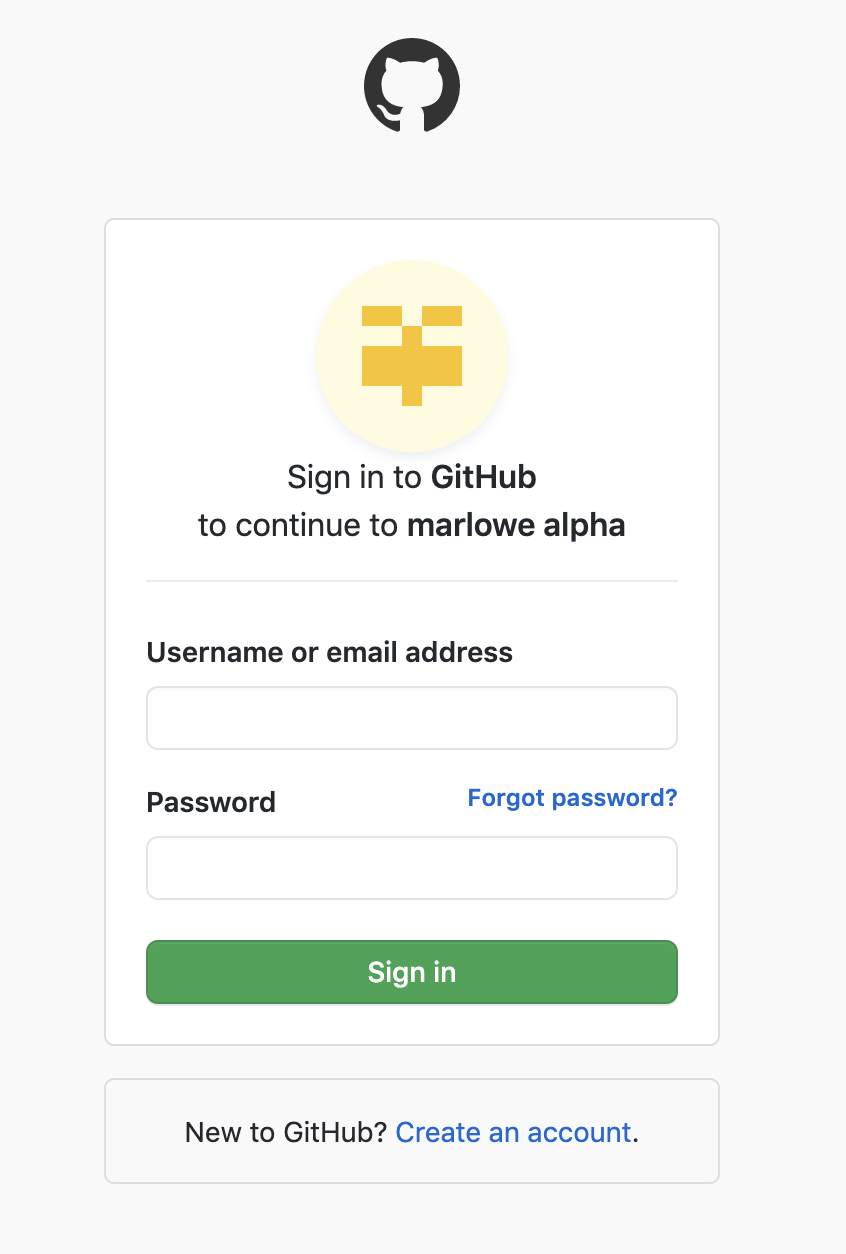 Sign in to GitHub
to continue to marlowe alpha
Username or email address
Password
Forgot password?
Sign in
New to GitHub? Create an account.